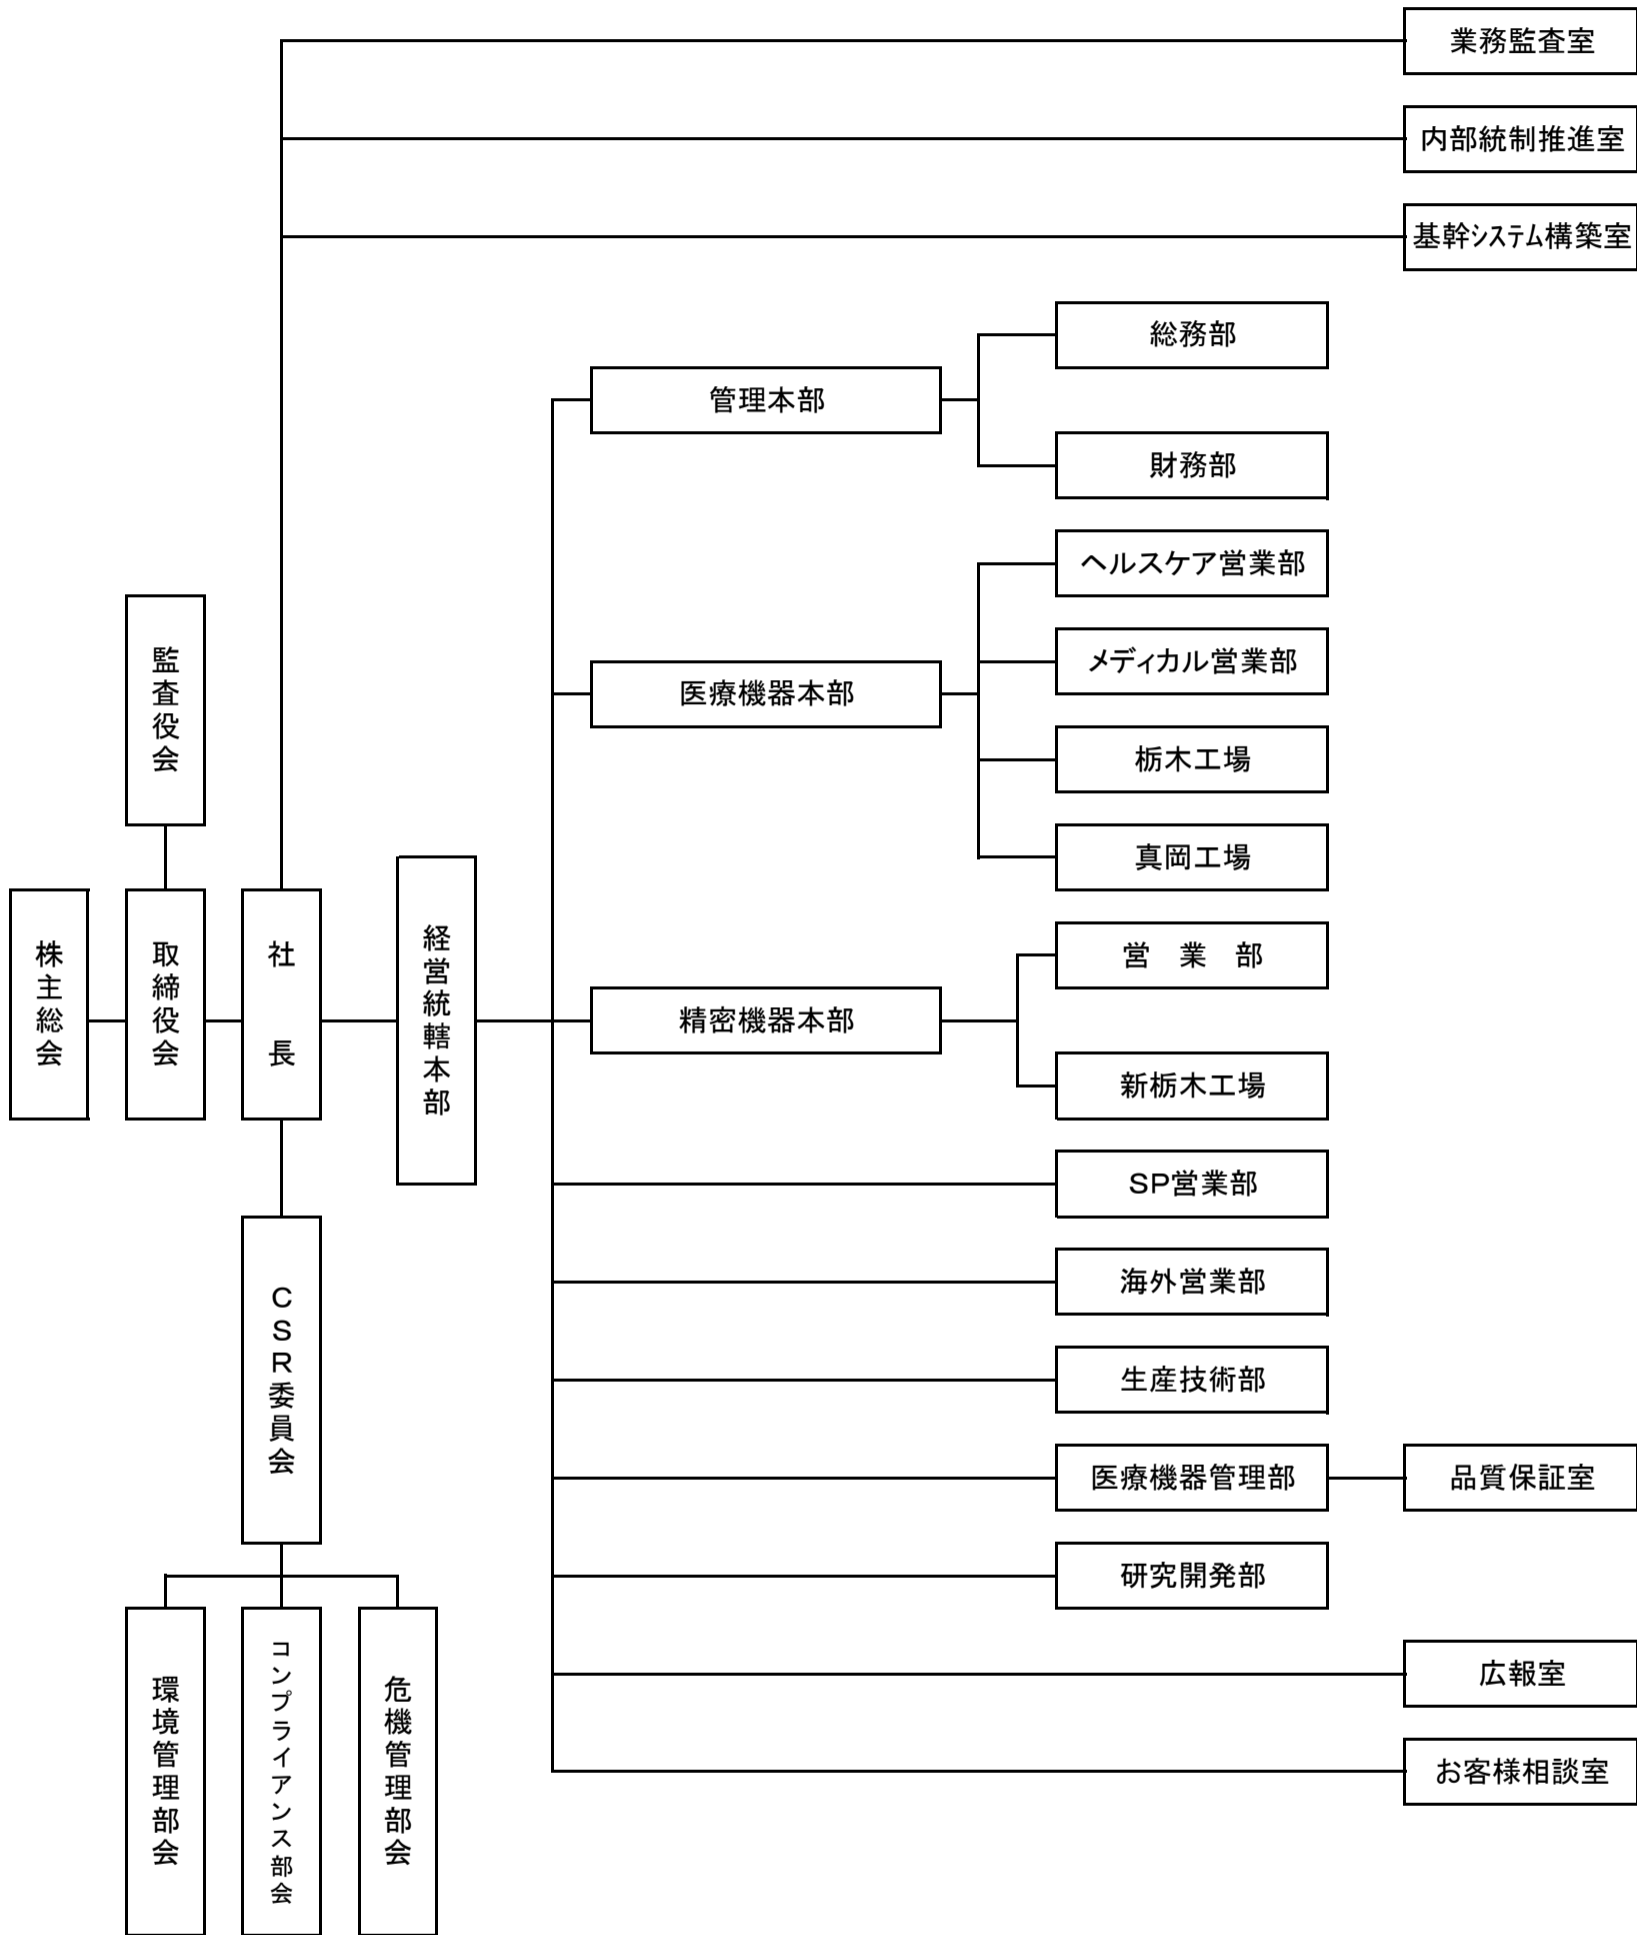 業務監査室
内部統制推進室
基幹システム構築室
総務部
管理本部
財務部
ヘルスケア営業部
メディカル営業部
医療機器本部
栃木工場
真岡工場
監査役会
株主総会
取締役会
社長
経営統轄本部
営業部
精密機器本部
新栃木工場
SP営業部
海外営業部
生産技術部
医療機器管理部
品質保証室
研究開発部
広報室
お客様相談室
CSR委員会
環境管理部会
コンプライアンス部会
危機管理部会